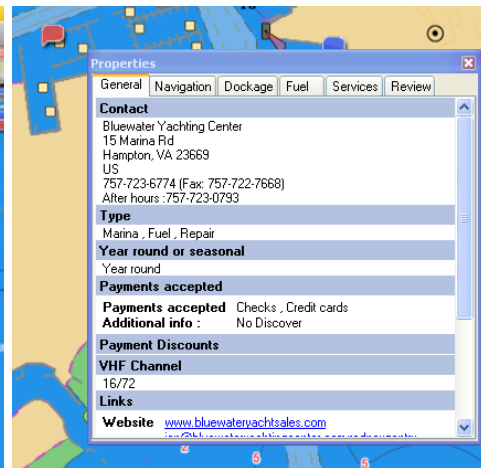 Properties
General Navigation Dockage Fuel Services Review
Contact
Bluewater Yachting Center
15 Marina Rd
Hampton, VA 23669
US
757-723-6774 (Fax: 757-722-7668)
After hours :757-723-0793
Type
Marina , Fuel , Repair
Year round or seasonal
Year round
Payments accepted
Payments accepted Checks , Credit cards
Additional info : No Discover
Payment Discounts
VHF Channel
16/72
Links
Website www.bluewateryachtsales.com
2
5
5